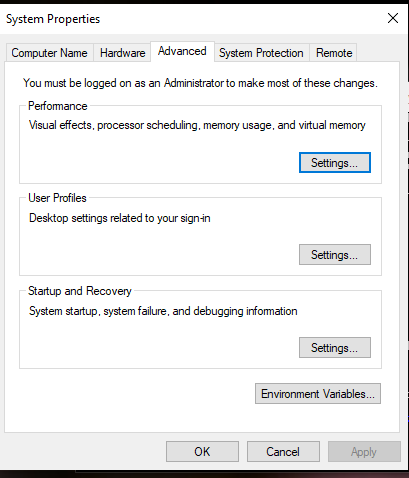 System Properties
Computer Name Hardware Advanced System Protection Remote
You must be logged on as an Administrator to make most of these changes.
Performance
Visual effects, processor scheduling, memory usage, and virtual memory
Settings...
User Profiles
Desktop settings related to your sign-in
Settings...
Startup and Recovery
System startup, system failure, and debugging information
Settings...
Environment Variables...
OK Cancel Apply